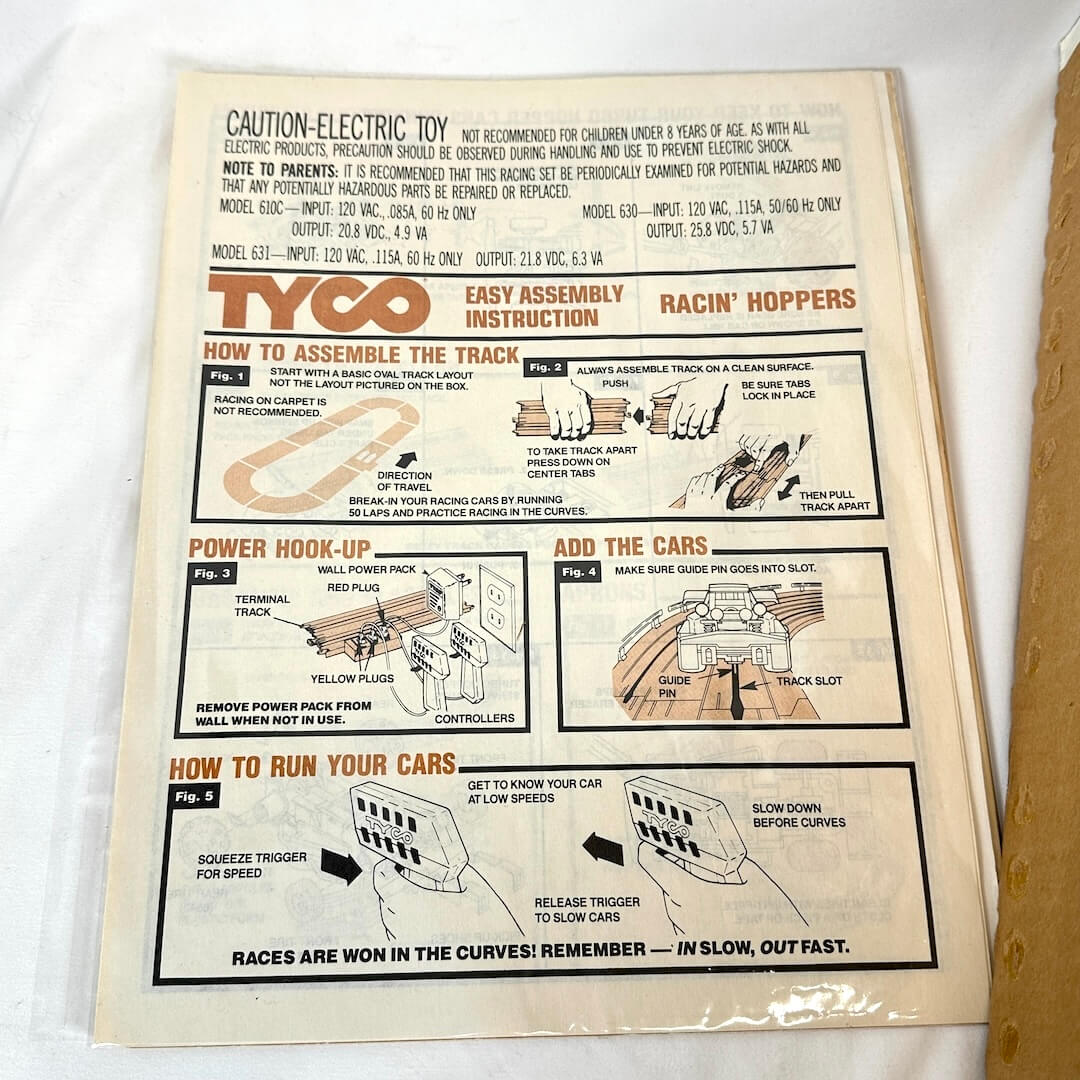 CAUTION-ELECTRIC TOY NOT RECOMMENDED FOR CHILDREN UNDER 8 YEARS OF AGE. AS WITH ALL
ELECTRIC PRODUCTS, PRECAUTION SHOULD BE OBSERVED DURING HANDLING AND USE TO PREVENT ELECTRIC SHOCK.
NOTE TO PARENTS: IT IS RECOMMENDED THAT THIS RACING SET BE PERIODICALLY EXAMINED FOR POTENTIAL HAZARDS AND
THAT ANY POTENTIALLY HAZARDOUS PARTS BE REPAIRED OR REPLACED.
MODEL 610C—INPUT: 120 VAC., .085A, 60 Hz ONLY
OUTPUT: 20.8 VDC., 4.9 VA
MODEL 630—INPUT: 120 VAC, .115A, 50/60 Hz ONLY
OUTPUT: 25.8 VDC, 5.7 VA
MODEL 631—INPUT: 120 VAC, .115A, 60 Hz ONLY OUTPUT: 21.8 VDC, 6.3 VA
TYCO
EASY ASSEMBLY
INSTRUCTION
RACIN' HOPPERS
HOW TO ASSEMBLE THE TRACK
Fig. 1
START WITH A BASIC OVAL TRACK LAYOUT
NOT THE LAYOUT PICTURED ON THE BOX.
RACING ON CARPET IS
NOT RECOMMENDED.
DIRECTION
OF TRAVEL
BREAK-IN YOUR RACING CARS BY RUNNING
50 LAPS AND PRACTICE RACING IN THE CURVES.
Fig. 2
ALWAYS ASSEMBLE TRACK ON A CLEAN SURFACE.
PUSH
BE SURE TABS
LOCK IN PLACE
TO TAKE TRACK APART
PRESS DOWN ON
CENTER TABS
THEN PULL
TRACK APART
POWER HOOK-UP
Fig. 3
WALL POWER PACK
RED PLUG
TERMINAL
TRACK
YELLOW PLUGS
REMOVE POWER PACK FROM
WALL WHEN NOT IN USE.
CONTROLLERS
ADD THE CARS
Fig. 4
MAKE SURE GUIDE PIN GOES INTO SLOT.
GUIDE
PIN
TRACK SLOT
HOW TO RUN YOUR CARS
Fig. 5
GET TO KNOW YOUR CAR
AT LOW SPEEDS
TYCO
TYCO
SLOW DOWN
BEFORE CURVES
SQUEEZE TRIGGER
FOR SPEED
RELEASE TRIGGER
TO SLOW CARS
RACES ARE WON IN THE CURVES! REMEMBER — IN SLOW, OUT FAST.